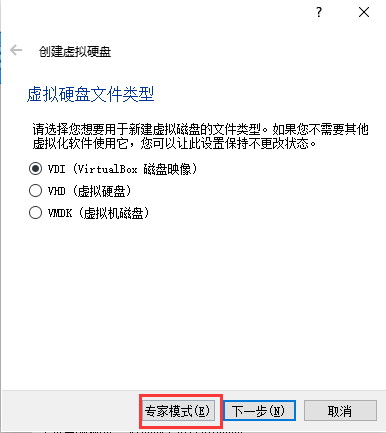 ?
创建虚拟硬盘
虚拟硬盘文件类型
请选择您想要用于新建虚拟磁盘的文件类型。如果您不需要其他
虚拟化软件使用它，您可以让此设置保持不更改状态。
VDI (VirtualBox 磁盘映像)
VHD (虚拟硬盘)
VMDK (虚拟机磁盘)
专家模式(E) 下一步(N) 取消